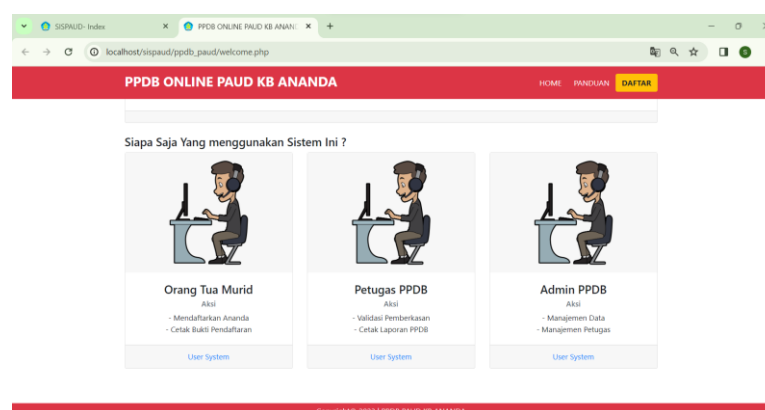 SISPAUD- Index
PPDB ONLINE PAUD KB ANAND
localhost/sispaud/ppdb_paud/welcome.php
S
PPDB ONLINE PAUD KB ANANDA
HOME PANDUAN DAFTAR
Siapa Saja Yang menggunakan Sistem Ini ?
Orang Tua Murid
Aksi
- Mendaftarkan Ananda
- Cetak Bukti Pendaftaran
User System
Petugas PPDB
Aksi
- Validasi Pemberkasan
- Cetak Laporan PPDB
User System
Admin PPDB
Aksi
- Manajemen Data
- Manajemen Petugas
User System